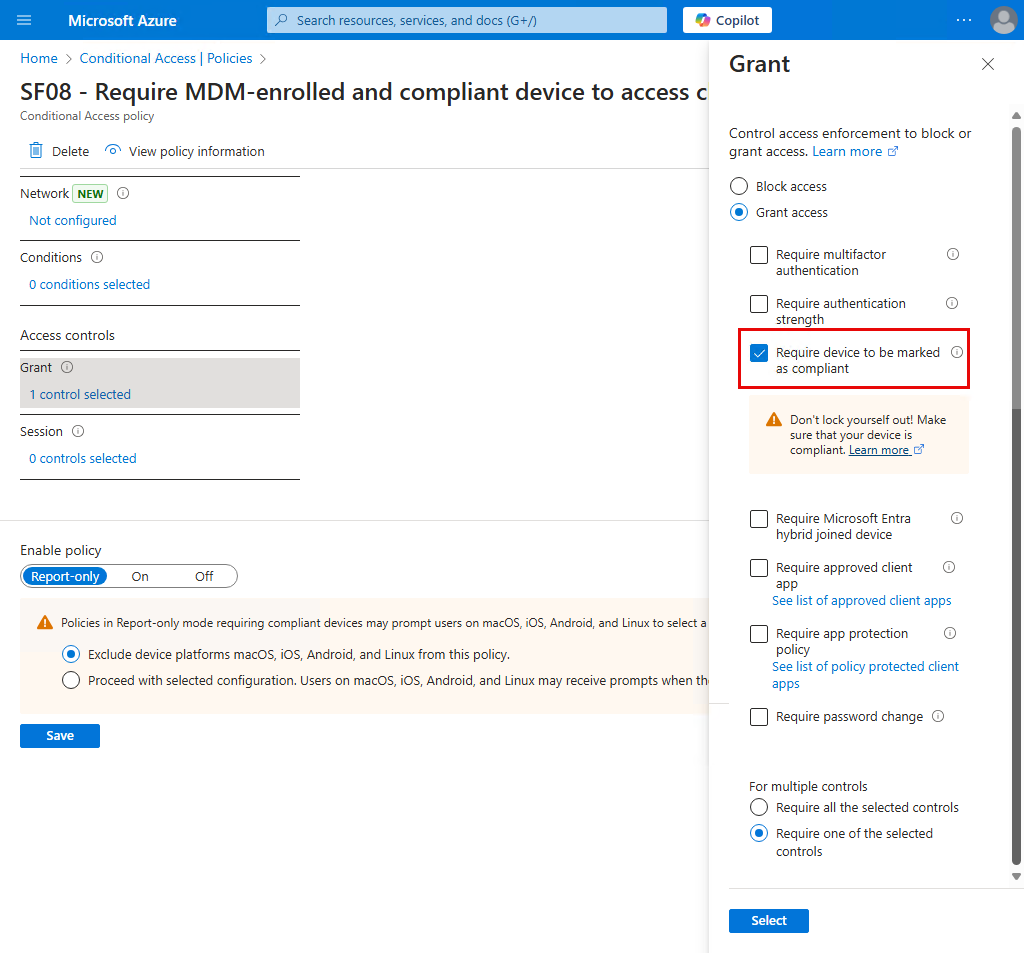 Microsoft Azure
Search resources, services, and docs (G+/)
Copilot
Home > Conditional Access | Policies >
SF08 - Require MDM-enrolled and compliant device to access c
Conditional Access policy
Delete
View policy information
Network NEW
Not configured
Conditions
0 conditions selected
Access controls
Grant
1 control selected
Session
0 controls selected
Enable policy
Report-only On Off
Policies in Report-only mode requiring compliant devices may prompt users on macOS, iOS, Android, and Linux to select a
Exclude device platforms macOS, iOS, Android, and Linux from this policy.
Proceed with selected configuration. Users on macOS, iOS, Android, and Linux may receive prompts when the
Save
Grant
Control access enforcement to block or
grant access. Learn more
Block access
Grant access
Require multifactor
authentication
Require authentication
strength
Require device to be marked
as compliant
Don't lock yourself out! Make
sure that your device is
compliant. Learn more
Require Microsoft Entra
hybrid joined device
Require approved client
app
See list of approved client apps
Require app protection
policy
See list of policy protected client
apps
Require password change
For multiple controls
Require all the selected controls
Require one of the selected
controls
Select